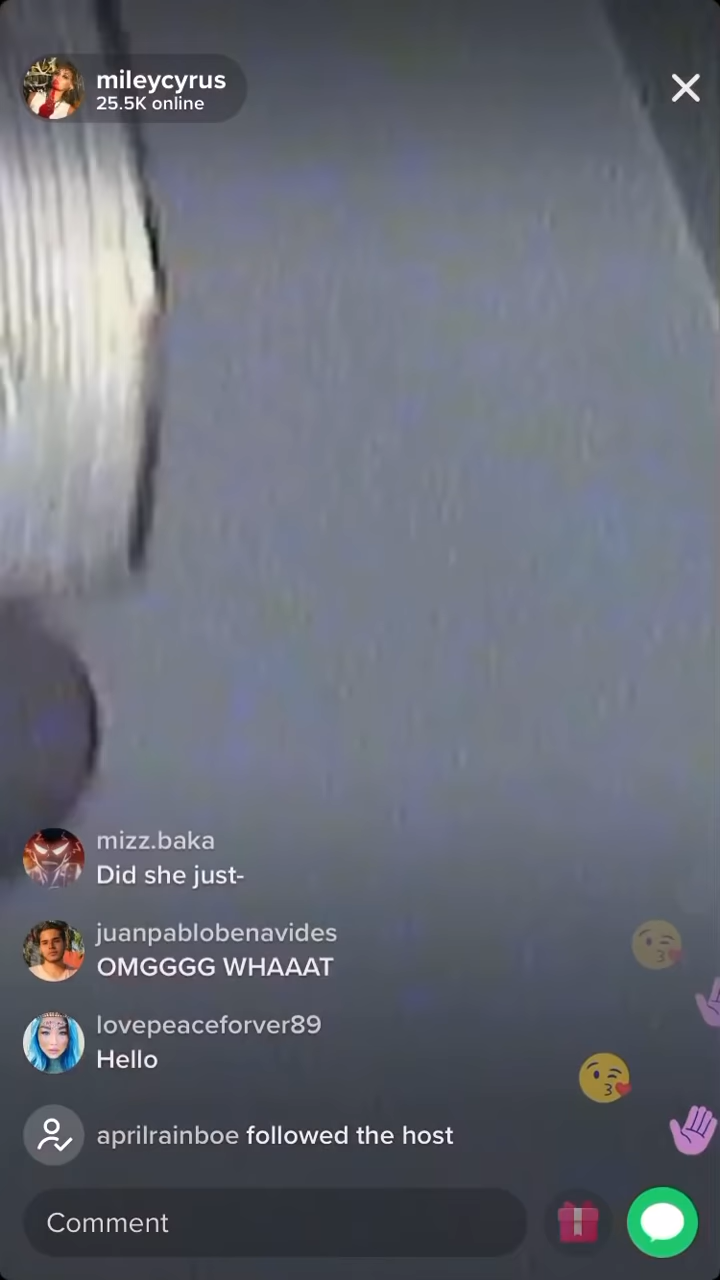 mileycyrus
25.5K online
mizz.baka
Did she just-
juanpablobenavides
OMGGGG WHAAAT
lovepeaceforver89
Hello
aprilrainboe followed the host
Comment